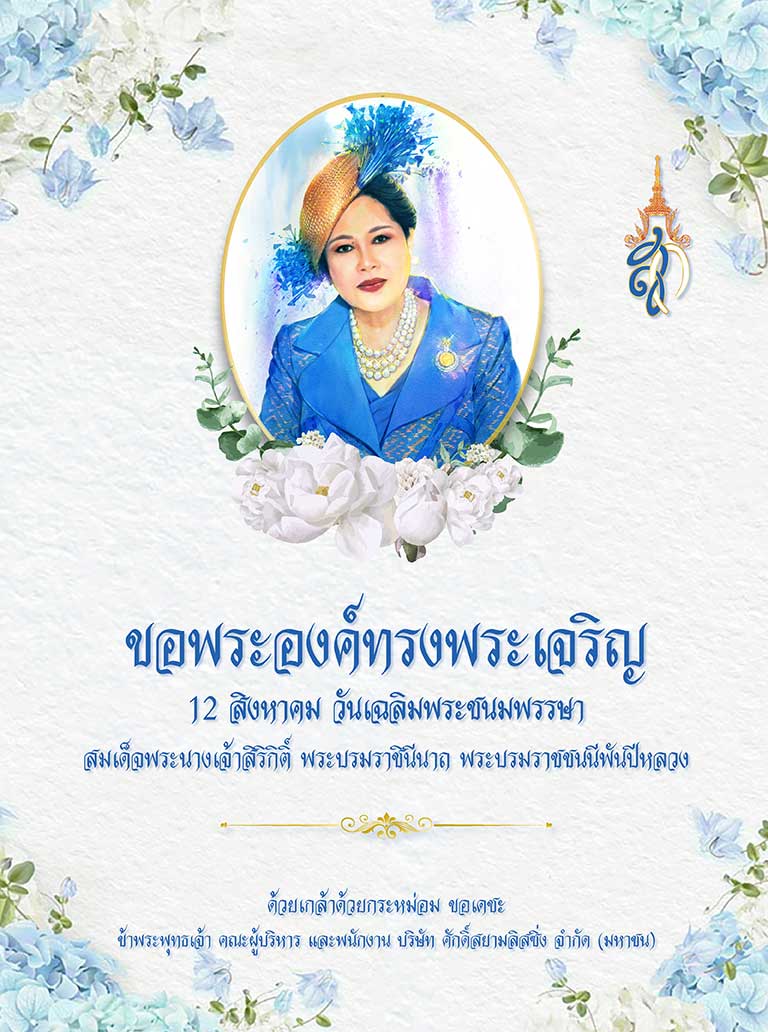 ขอพระองค์ทรงพระเจริญ
12 สิงหาคม วันเฉลิมพระชนมพรรษา
สมเด็จพระนางเจ้าสิริกิติ์ พระบรมราชินีนาถ พระบรมราชชนนีพันปีหลวง
ด้วยเกล้าด้วยกระหม่อม ขอเดชะ
ข้าพระพุทธเจ้า คณะผู้บริหาร และพนักงาน บริษัท ศักดิ์สยามลิสซิ่ง จำกัด (มหาชน)